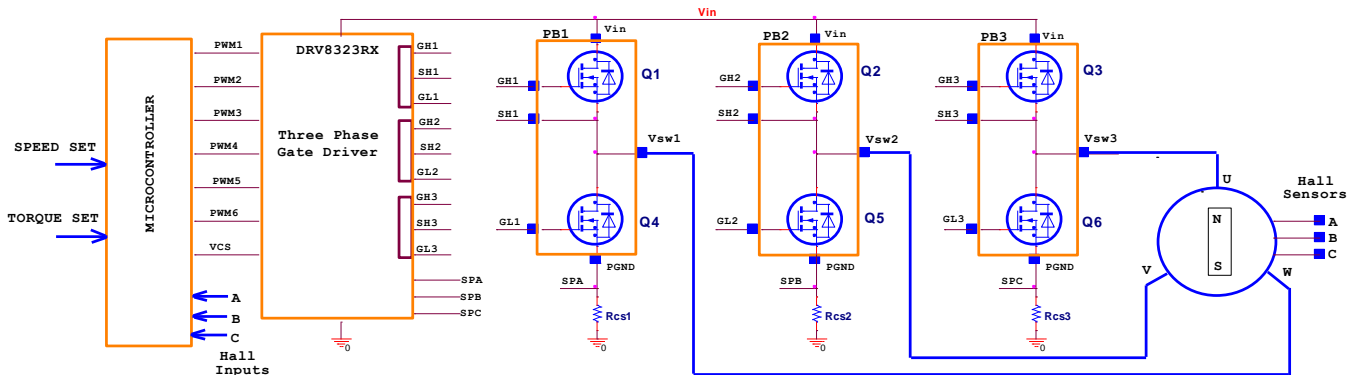 Vin
MICROCONTROLLER
SPEED SET
TORQUE SET
PWM1
PWM2
PWM3
PWM4
PWM5
PWM6
VCS
A
B
C
Hall
Inputs
DRV8323RX
Three Phase
Gate Driver
GH1
SH1
GL1
GH2
SH2
GL2
GH3
SH3
GL3
SPA
SPB
SPC
0
PB1
Vin
Q1
GH1
SH1
Vsw1
GL1
Q4
PGND
SPA
Rcs1
0
PB2
Vin
Q2
GH2
SH2
Vsw2
GL2
Q5
PGND
SPB
Rcs2
0
PB3
Vin
Q3
GH3
SH3
Vsw3
GL3
Q6
PGND
SPC
Rcs3
0
U
N
S
V
W
Hall
Sensors
A
B
C